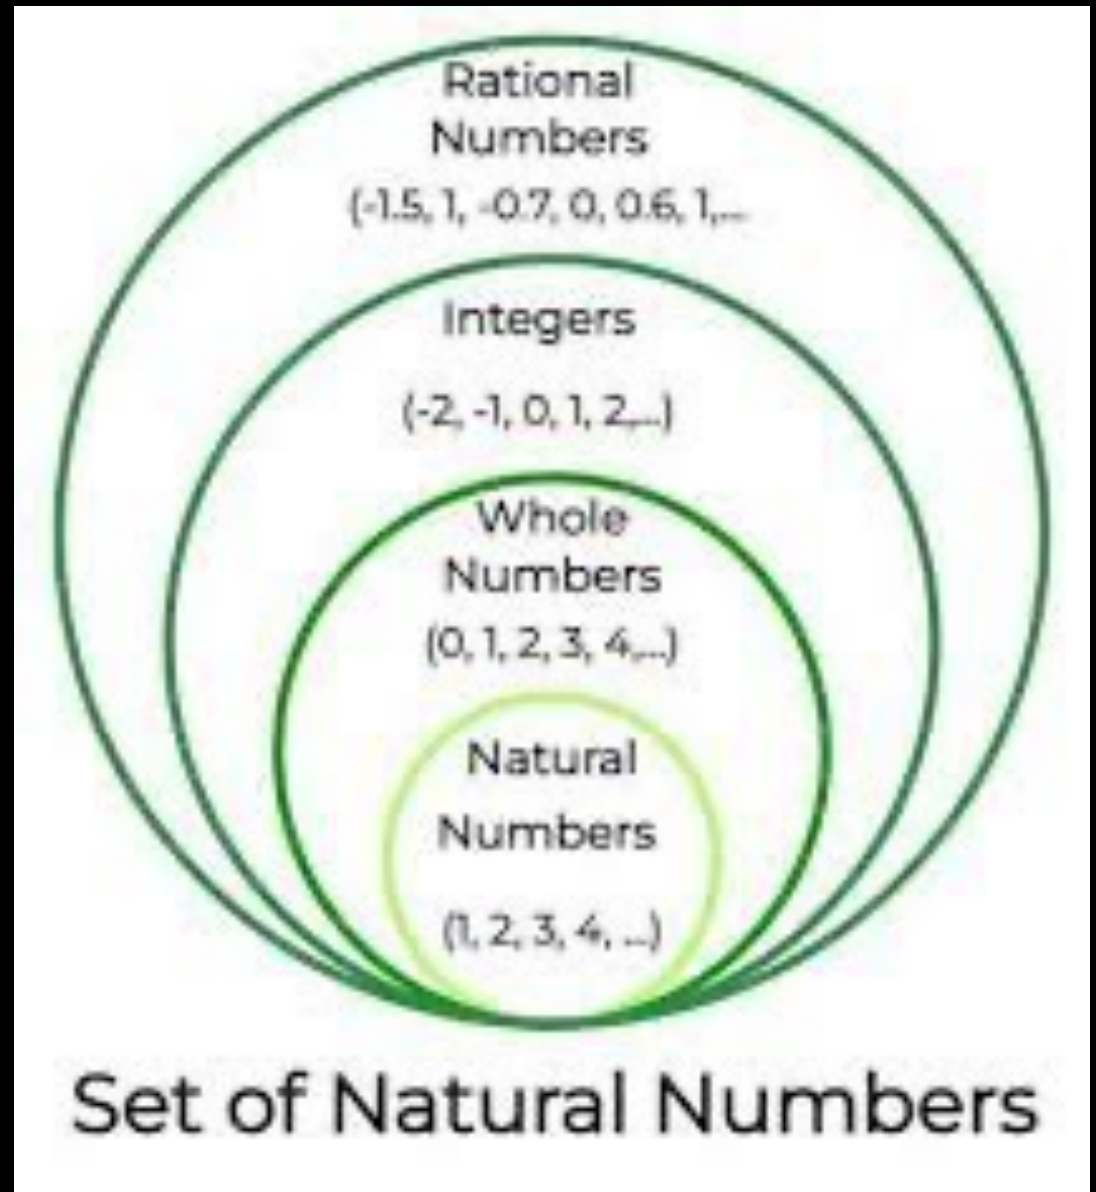 Rational
Numbers
(-1.5, 1, -0.7, 0, 0.6, 1,...
Integers
(-2, -1, 0, 1, 2,...)
Whole
Numbers
(0, 1, 2, 3, 4,...)
Natural
Numbers
(1, 2, 3, 4, ...)
Set of Natural Numbers